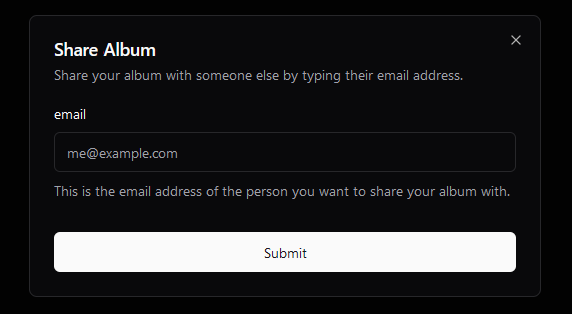 Share Album
Share your album with someone else by typing their email address.
email
me@example.com
This is the email address of the person you want to share your album with.
Submit